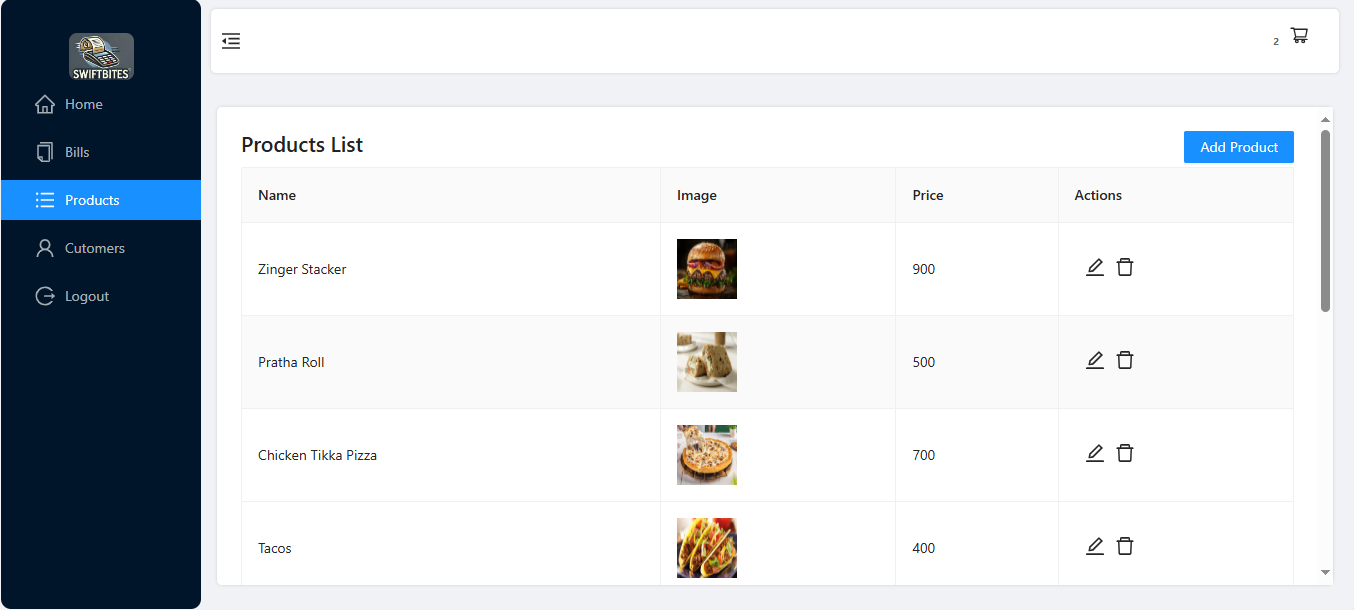 SWIFTBITES
Home
Bills
Products
Cutomers
Logout
2
Products List
Add Product
Name Image Price Actions
Zinger Stacker 900
Pratha Roll 500
Chicken Tikka Pizza 700
Tacos 400